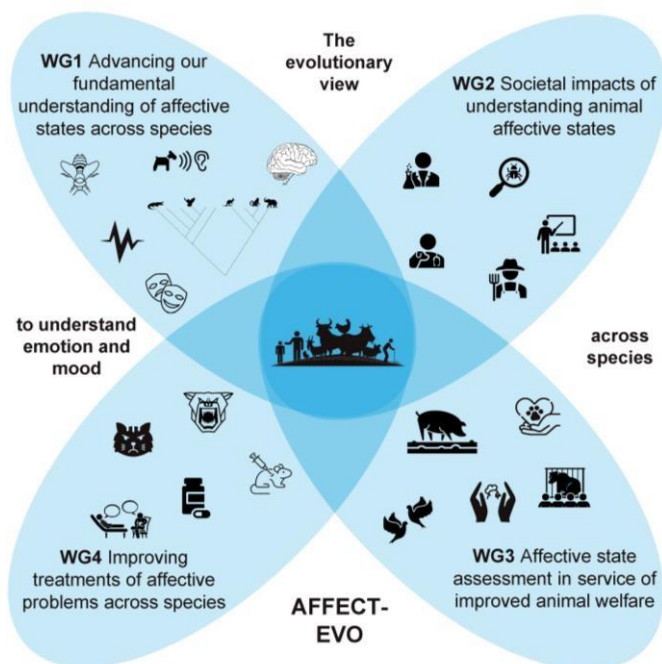 WG1 Advancing our
fundamental
understanding of affective
states across species
The
evolutionary
view
WG2 Societal impacts of
understanding animal
affective states
to understand
emotion and
mood
across
species
WG4 Improving
treatments of affective
problems across species
AFFECT-
EVO
WG3 Affective state
assessment in service of
improved animal welfare